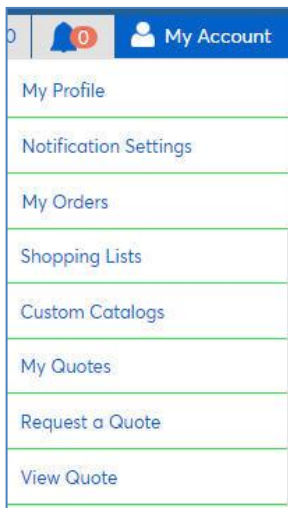 0 My Account
My Profile
Notification Settings
My Orders
Shopping Lists
Custom Catalogs
My Quotes
Request a Quote
View Quote